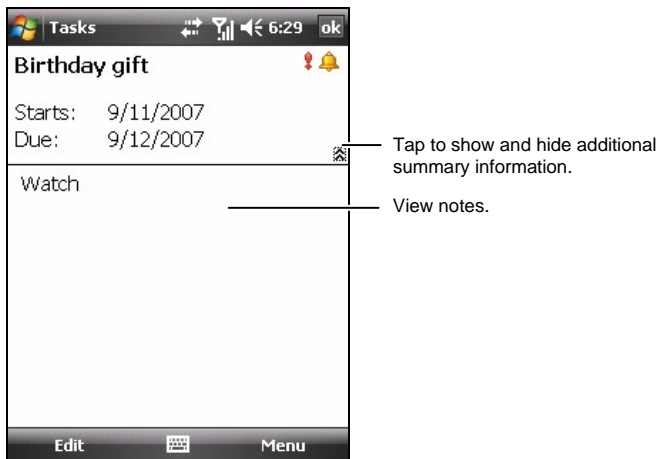 Tasks 6:29 ok
Birthday gift
Starts: 9/11/2007
Due: 9/12/2007
Tap to show and hide additional
summary information.
Watch
View notes.
Edit Menu